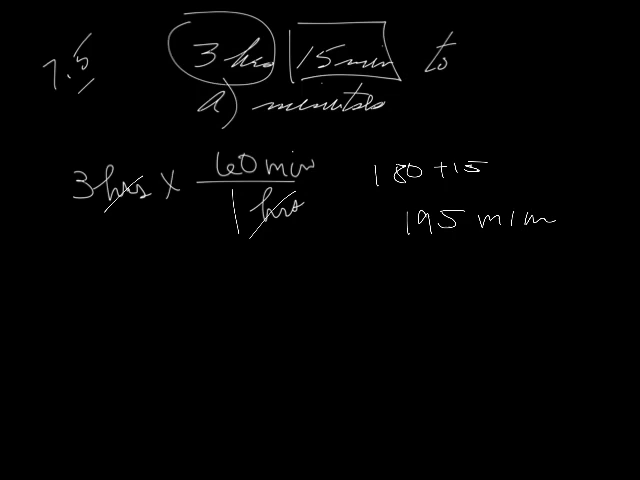 7.5 3 hrs 15 min to
a) minutes
3 hrs x 60 min 180 + 15
1 hrs 195 min